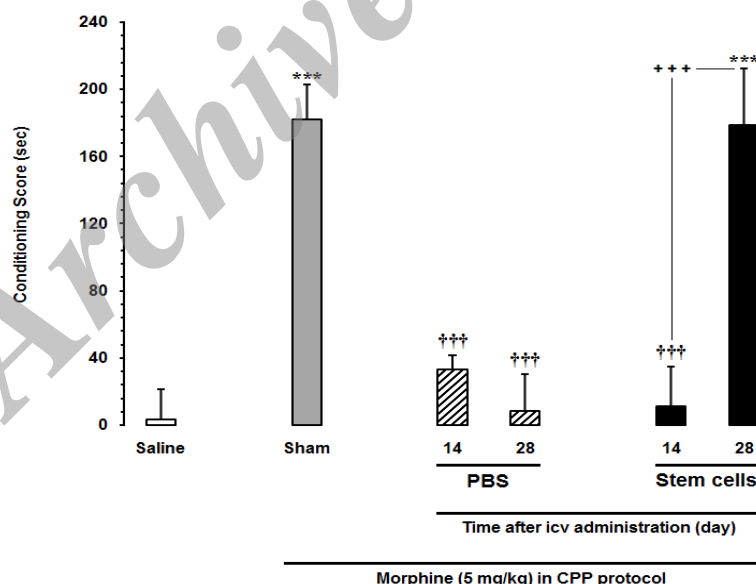 240
200
160
120
80
40
0
Conditioning Score (sec)
Archive
***
†††
†††
+++
†††
***
Saline
Sham
14
28
14
28
PBS
Stem cells
Time after icv administration (day)
Morphine (5 mg/kg) in CPP protocol